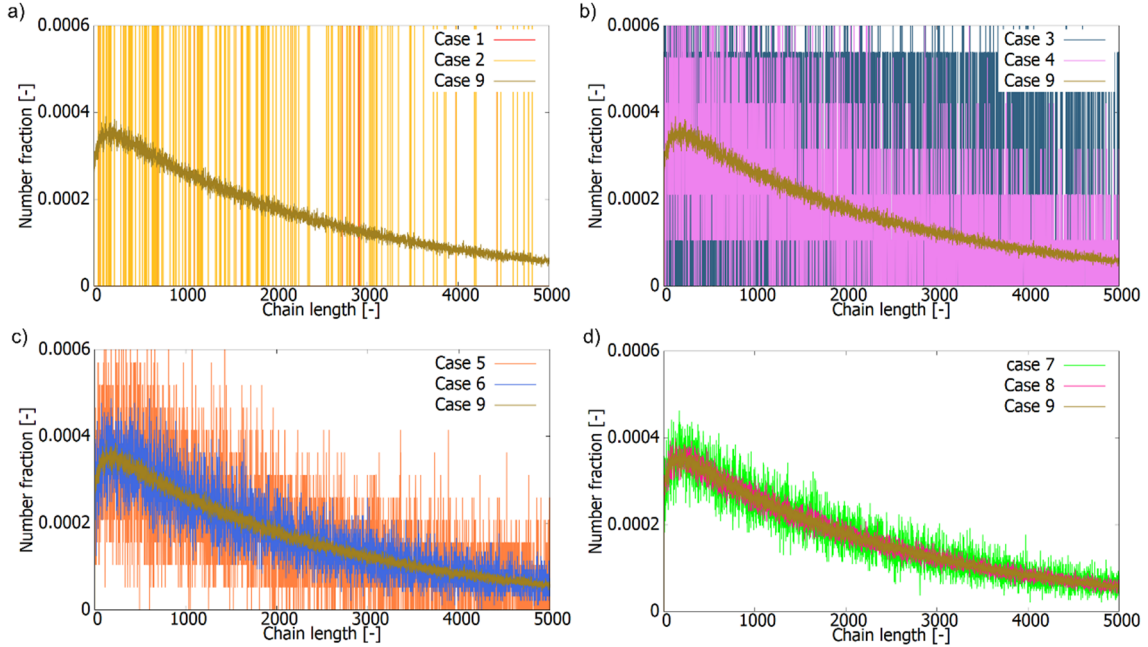 a)
0.0006
0.0004
0.0002
0
Number fraction [-]
Case 1
Case 2
Case 9
0 1000 2000 3000 4000 5000
Chain length [-]
b)
0.0006
0.0004
0.0002
0
Number fraction [-]
Case 3
Case 4
Case 9
0 1000 2000 3000 4000 5000
Chain length [-]
c)
0.0006
0.0004
0.0002
0
Number fraction [-]
Case 5
Case 6
Case 9
0 1000 2000 3000 4000 5000
Chain length [-]
d)
0.0006
0.0004
0.0002
0
Number fraction [-]
case 7
Case 8
Case 9
0 1000 2000 3000 4000 5000
Chain length [-]